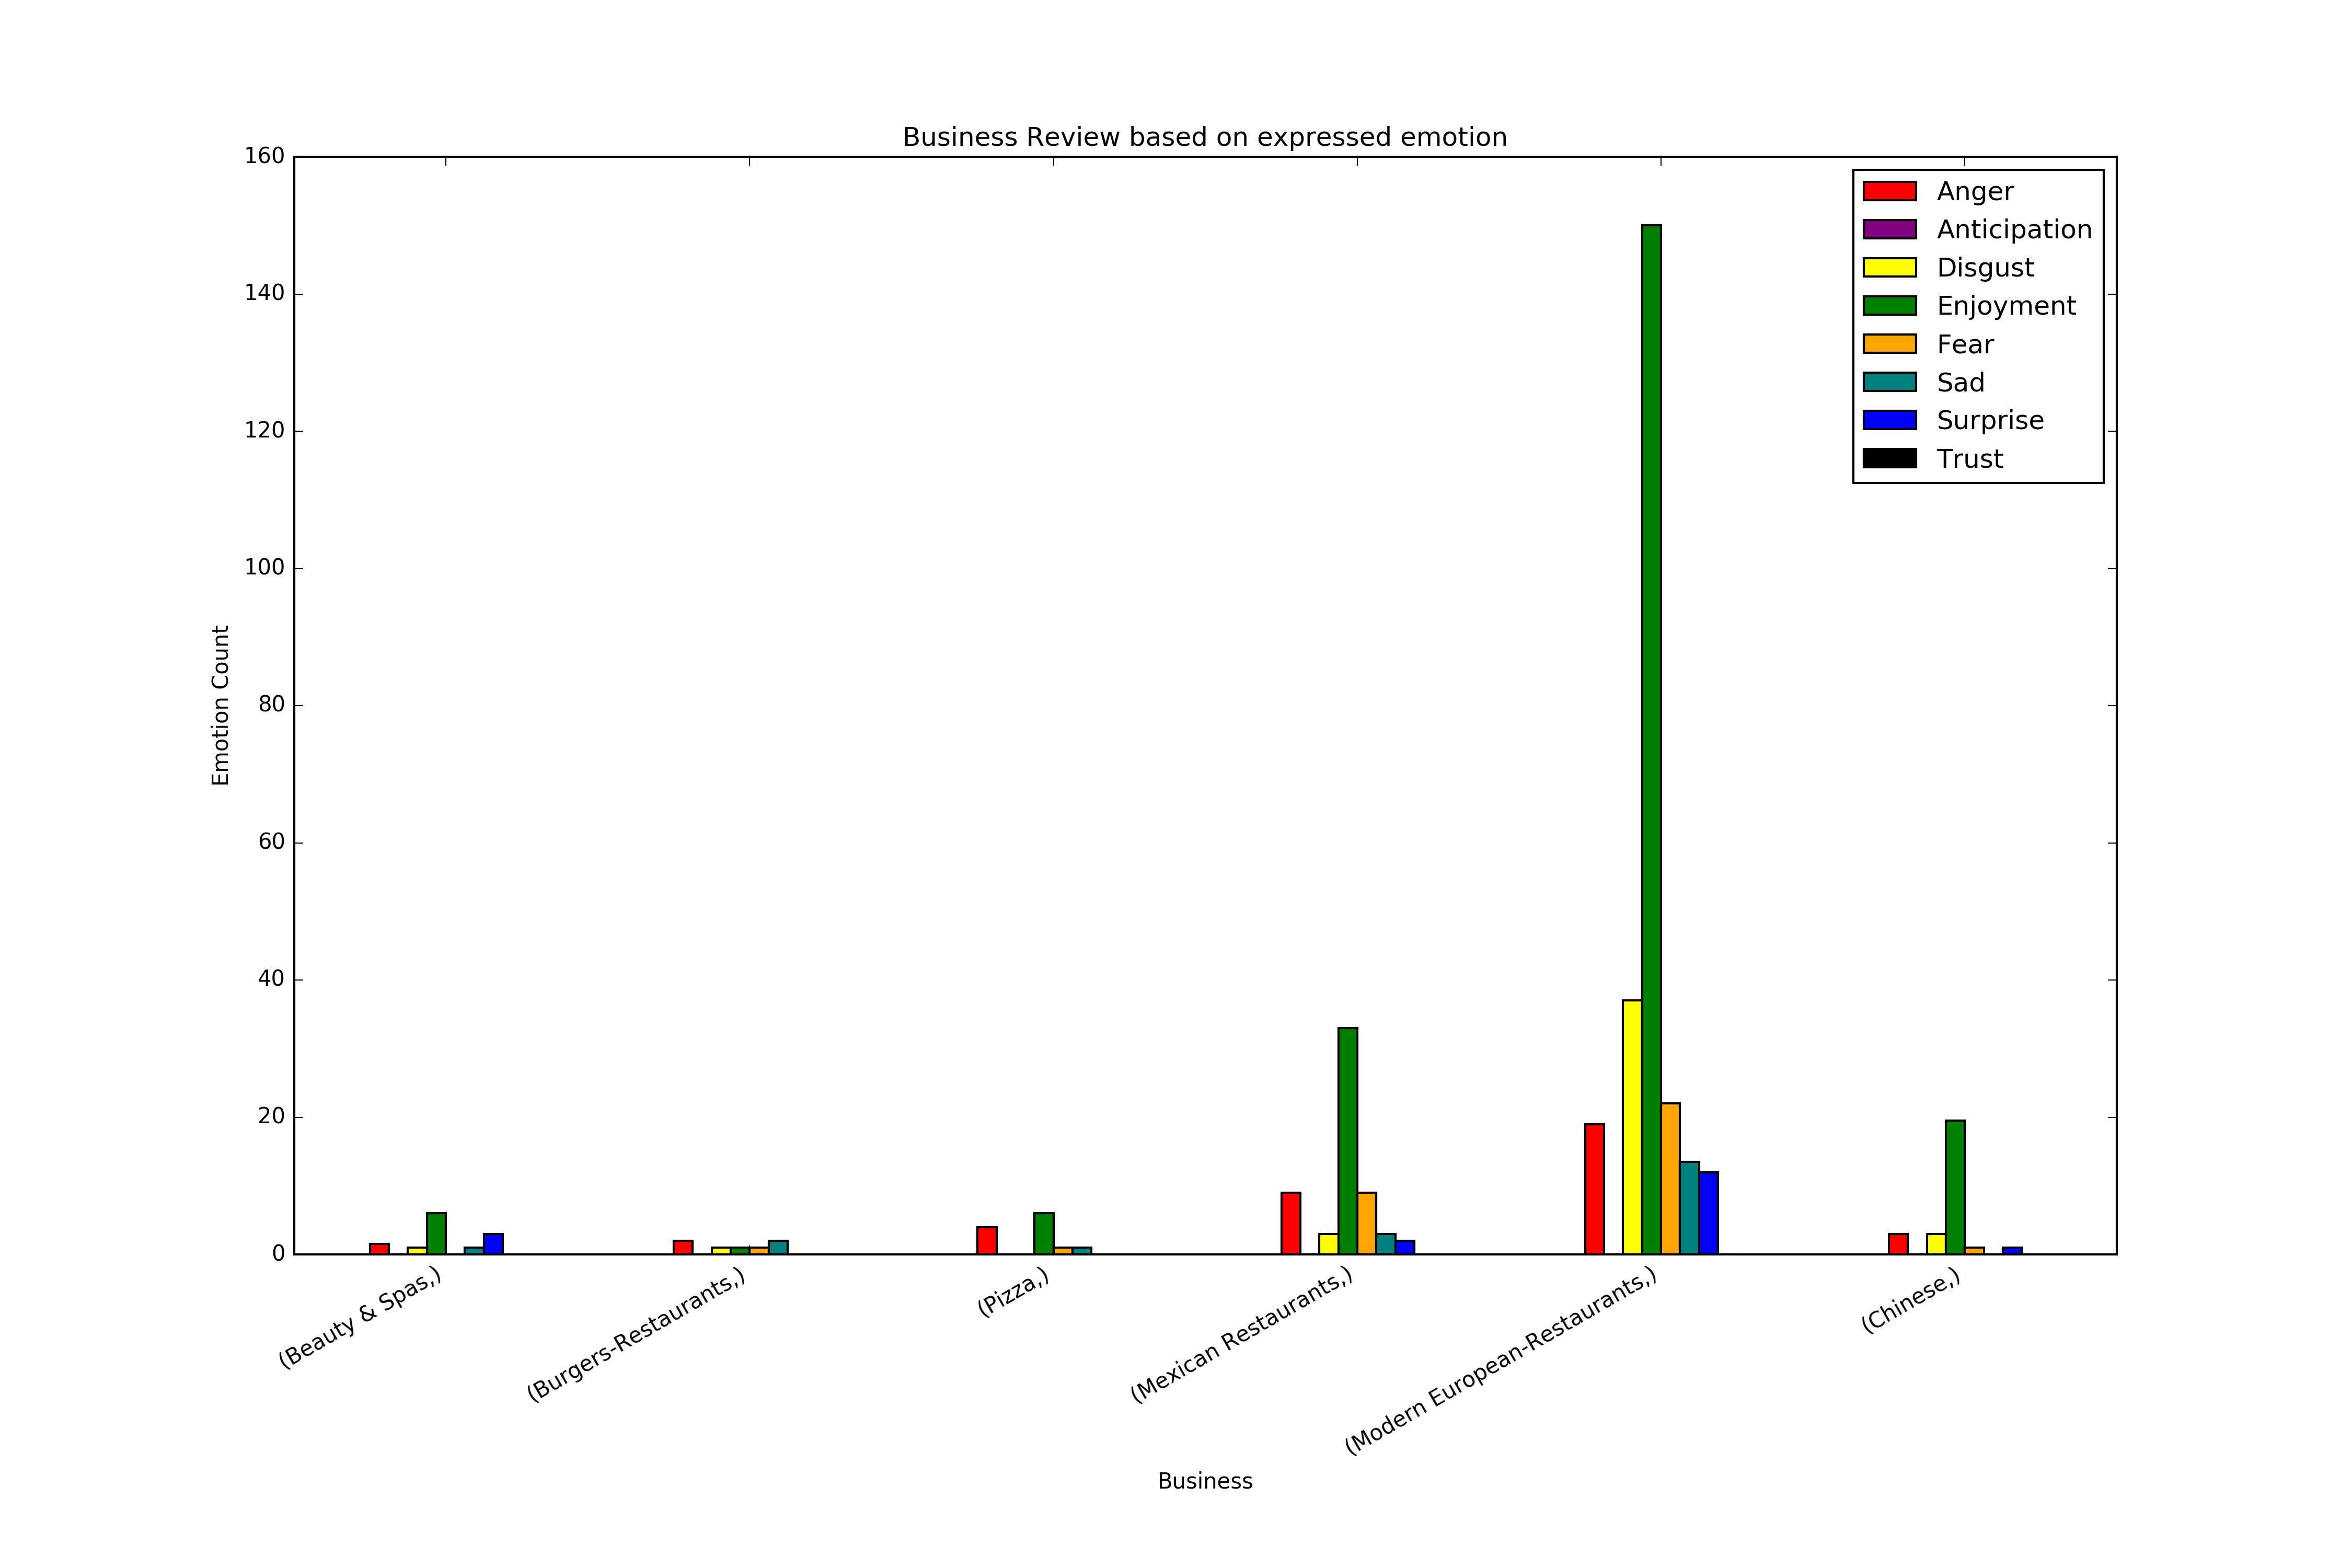 Business Review based on expressed emotion
160
140
120
100
80
60
40
20
0
Emotion Count
Anger
Anticipation
Disgust
Enjoyment
Fear
Sad
Surprise
Trust
(Beauty & Spas,)
(Burgers-Restaurants,)
(Pizza,)
(Mexican Restaurants,)
(Modern European-Restaurants,)
(Chinese,)
Business